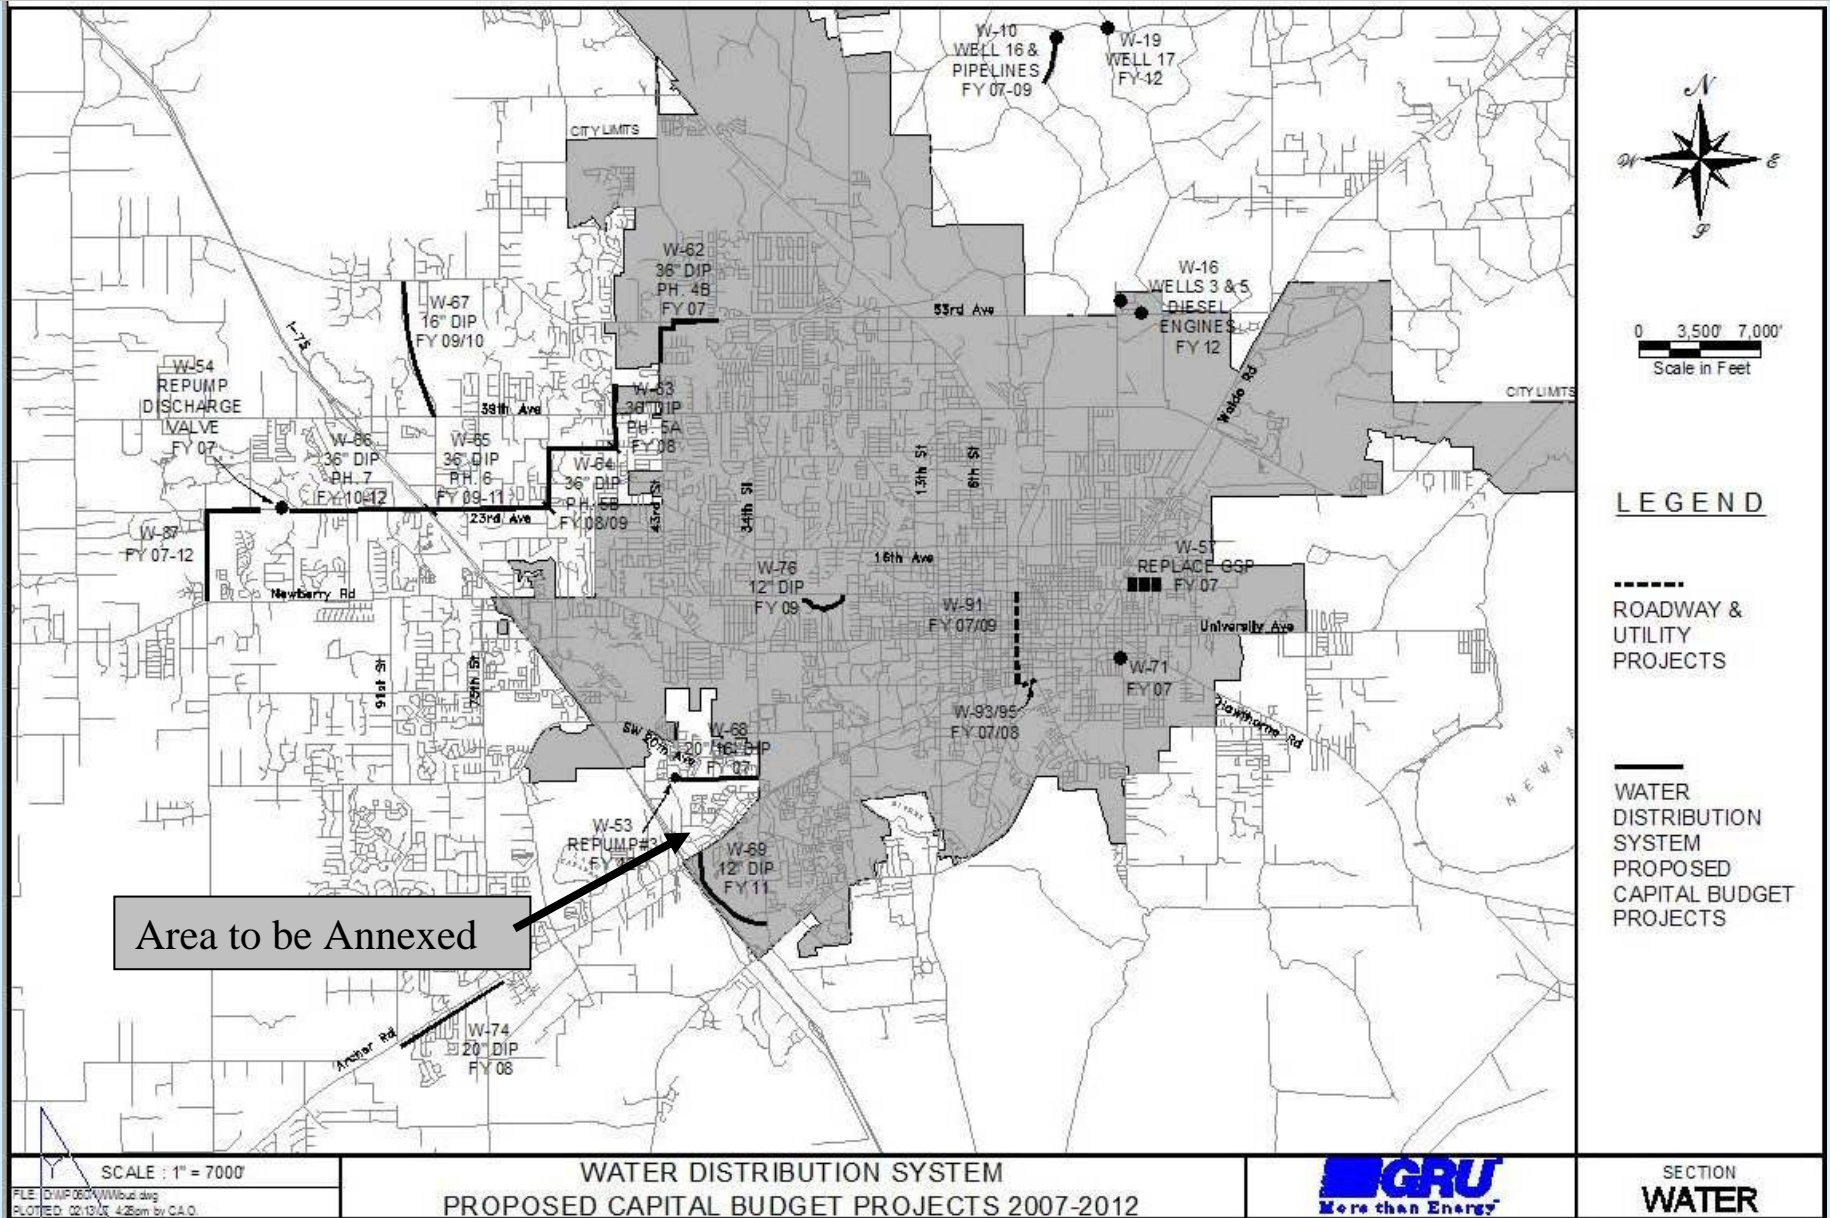 W-10
WELL 16 &
PIPELINES
FY 07-09
W-19
WELL 17
FY-12
CITY LIMITS
W-62
36" DIP
PH. 4B
FY 07
53rd Ave
W-16
WELLS 3 & 5
DIESEL
ENGINES
FY 12
W-67
16" DIP
FY 09/10
I-75
W-54
REPUMP
DISCHARGE
VALVE
FY 07
39th Ave
W-63
36" DIP
PH. 5A
FY 08
Waldo Rd
CITY LIMITS
W-66
36" DIP
PH. 7
FY 10-12
W-65
36" DIP
PH. 6
FY 09-11
W-64
36" DIP
PH. 5B
FY 08/09
23rd Ave
43rd St
34th St
13th St
6th St
W-87
FY 07-12
Newberry Rd
16th Ave
W-76
12" DIP
FY 09
W-57
REPLACE GSP
FY 07
W-91
FY 07/09
University Ave
W-71
FY 07
91st St
75th St
W-93/95
FY 07/08
Hawthorne Rd
SW 20th Ave
W-68
20"/16" DIP
FY 07
W-53
REPUMP#3
FY
W-69
12" DIP
FY 11
Area to be Annexed
Archer Rd
W-74
20" DIP
FY 08
NEWN
N
W
E
S
0 3,500' 7,000'
Scale in Feet
LEGEND
ROADWAY &
UTILITY
PROJECTS
WATER
DISTRIBUTION
SYSTEM
PROPOSED
CAPITAL BUDGET
PROJECTS
SCALE : 1" = 7000'
FILE:
PLOTTED: 4:28pm by C.A.O.
WATER DISTRIBUTION SYSTEM
PROPOSED CAPITAL BUDGET PROJECTS 2007-2012
GRU
More than Energy
SECTION
WATER